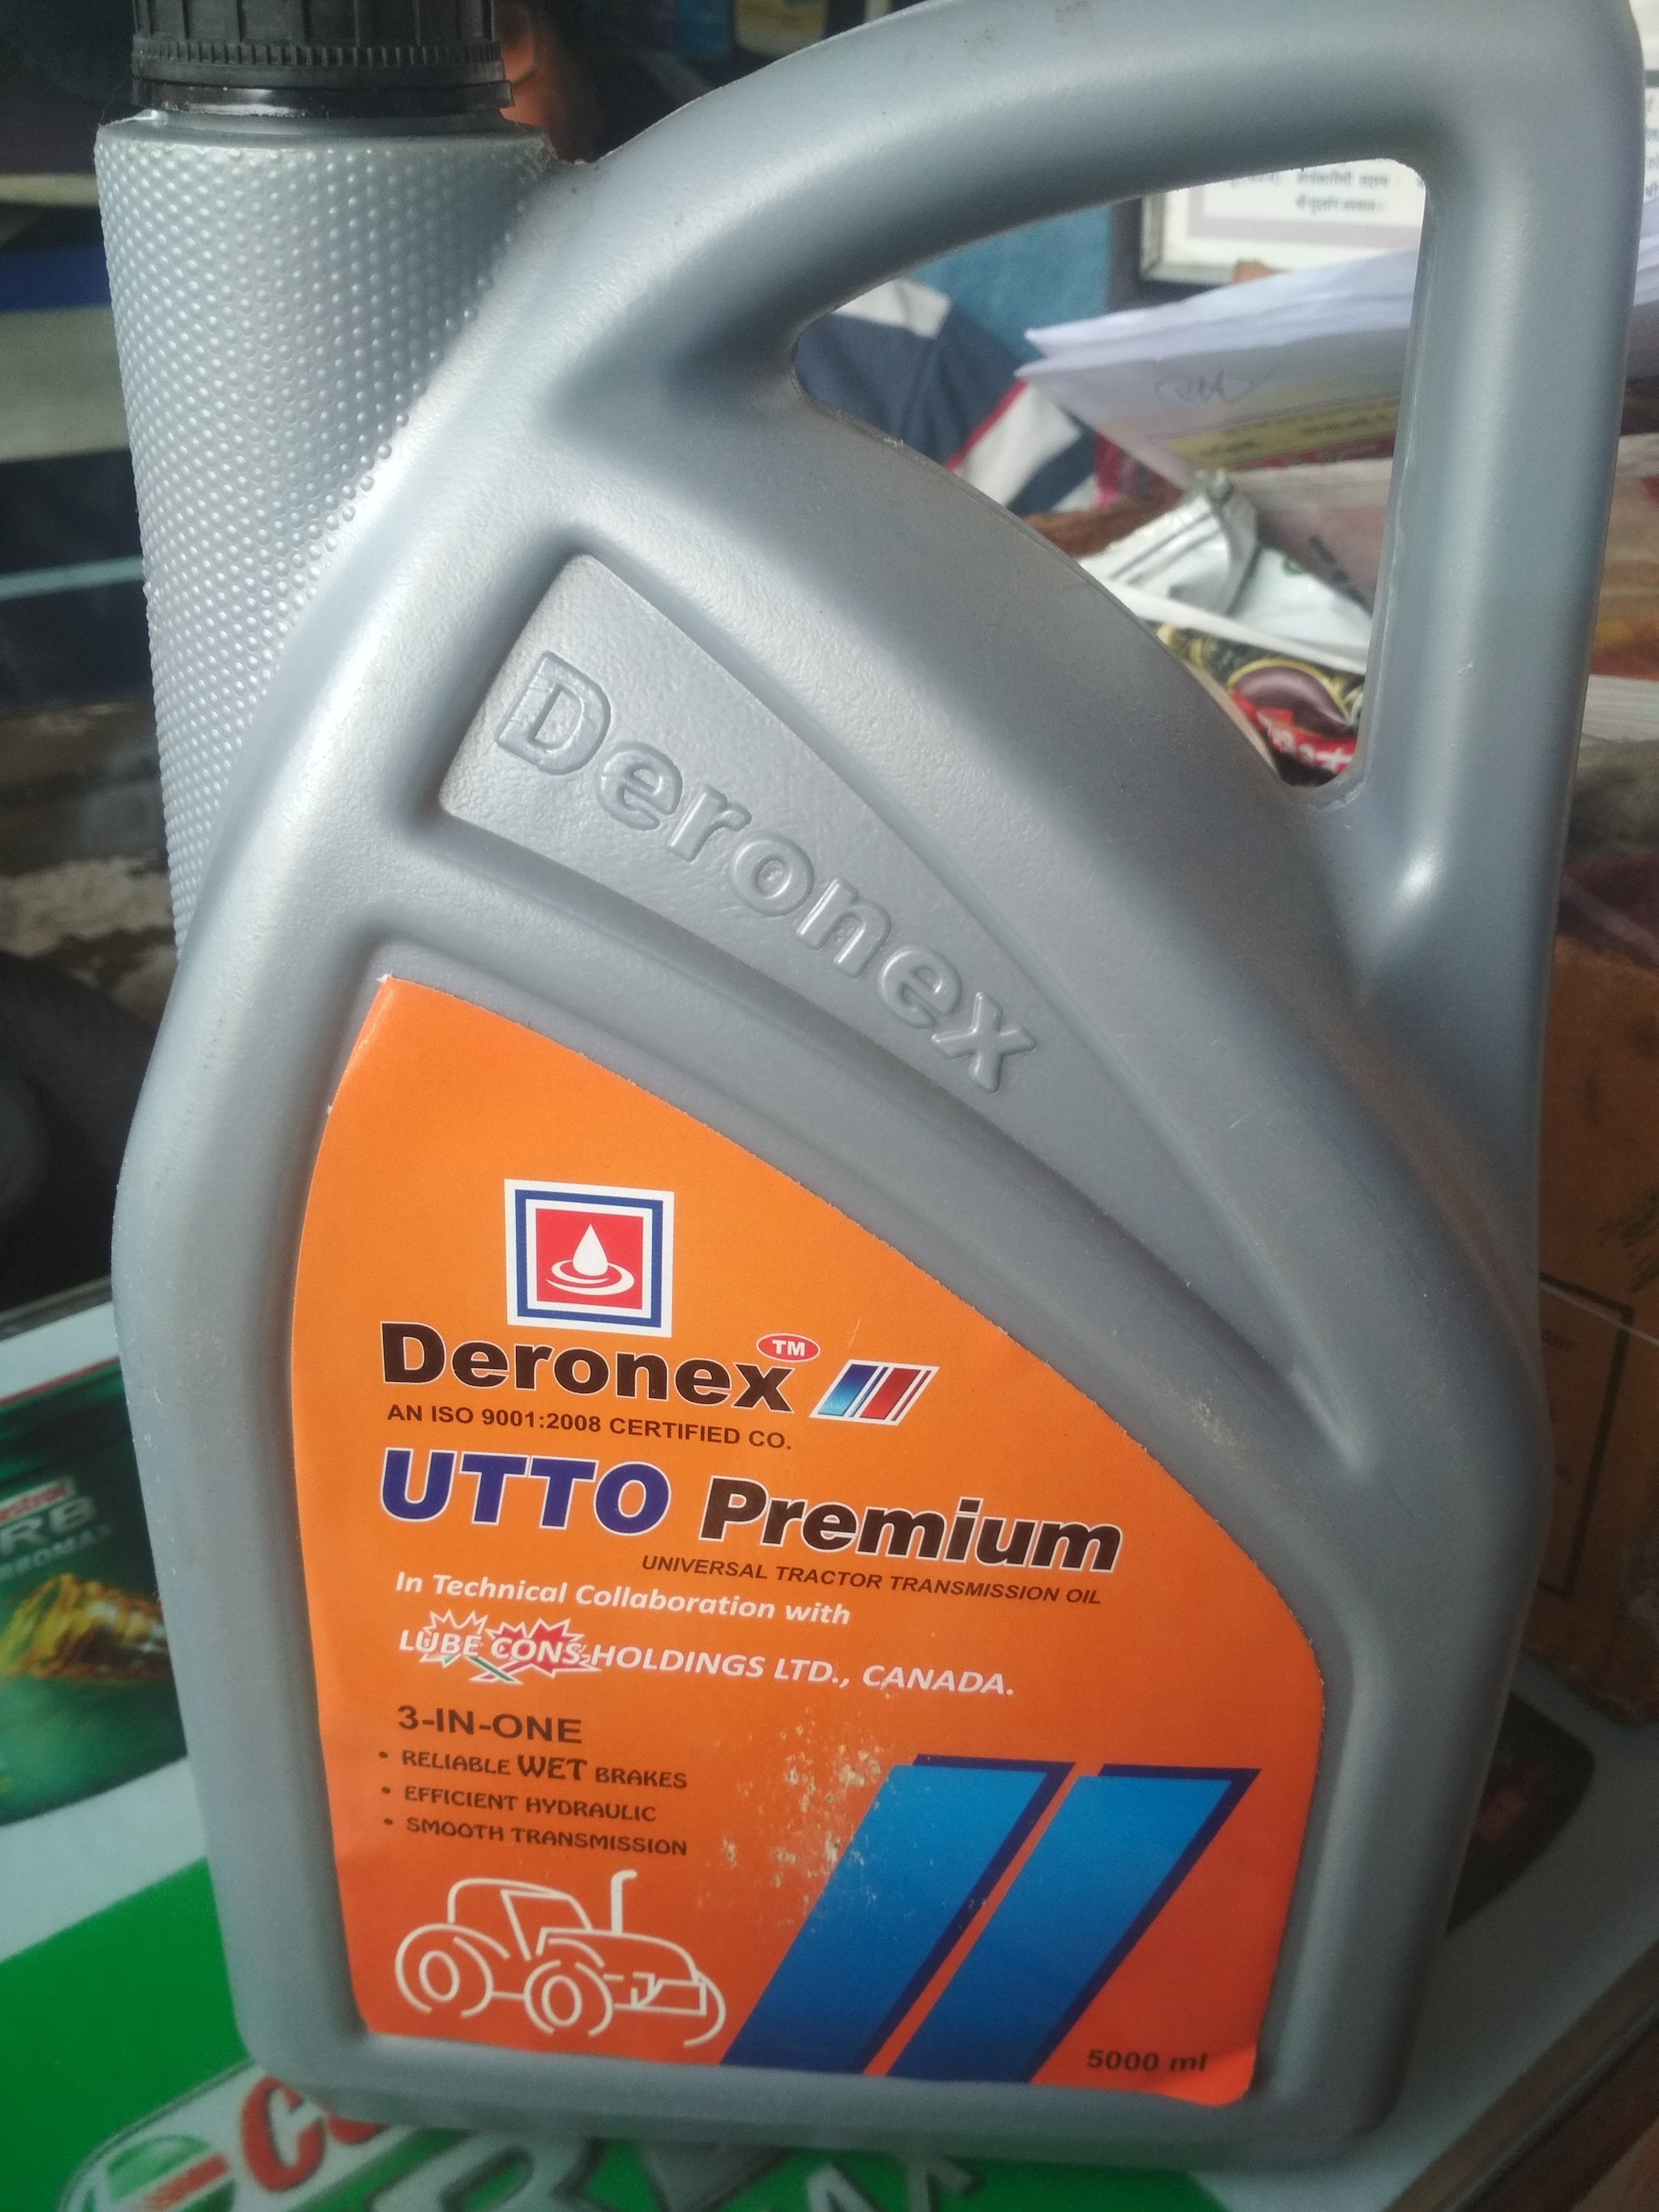 Deronex
Deronex TM
AN ISO 9001:2008 CERTIFIED CO.
UTTO Premium
UNIVERSAL TRACTOR TRANSMISSION OIL
In Technical Collaboration with
LUBE CONS HOLDINGS LTD., CANADA.
3-IN-ONE
• RELIABLE WET BRAKES
• EFFICIENT HYDRAULIC
• SMOOTH TRANSMISSION
5000 ml